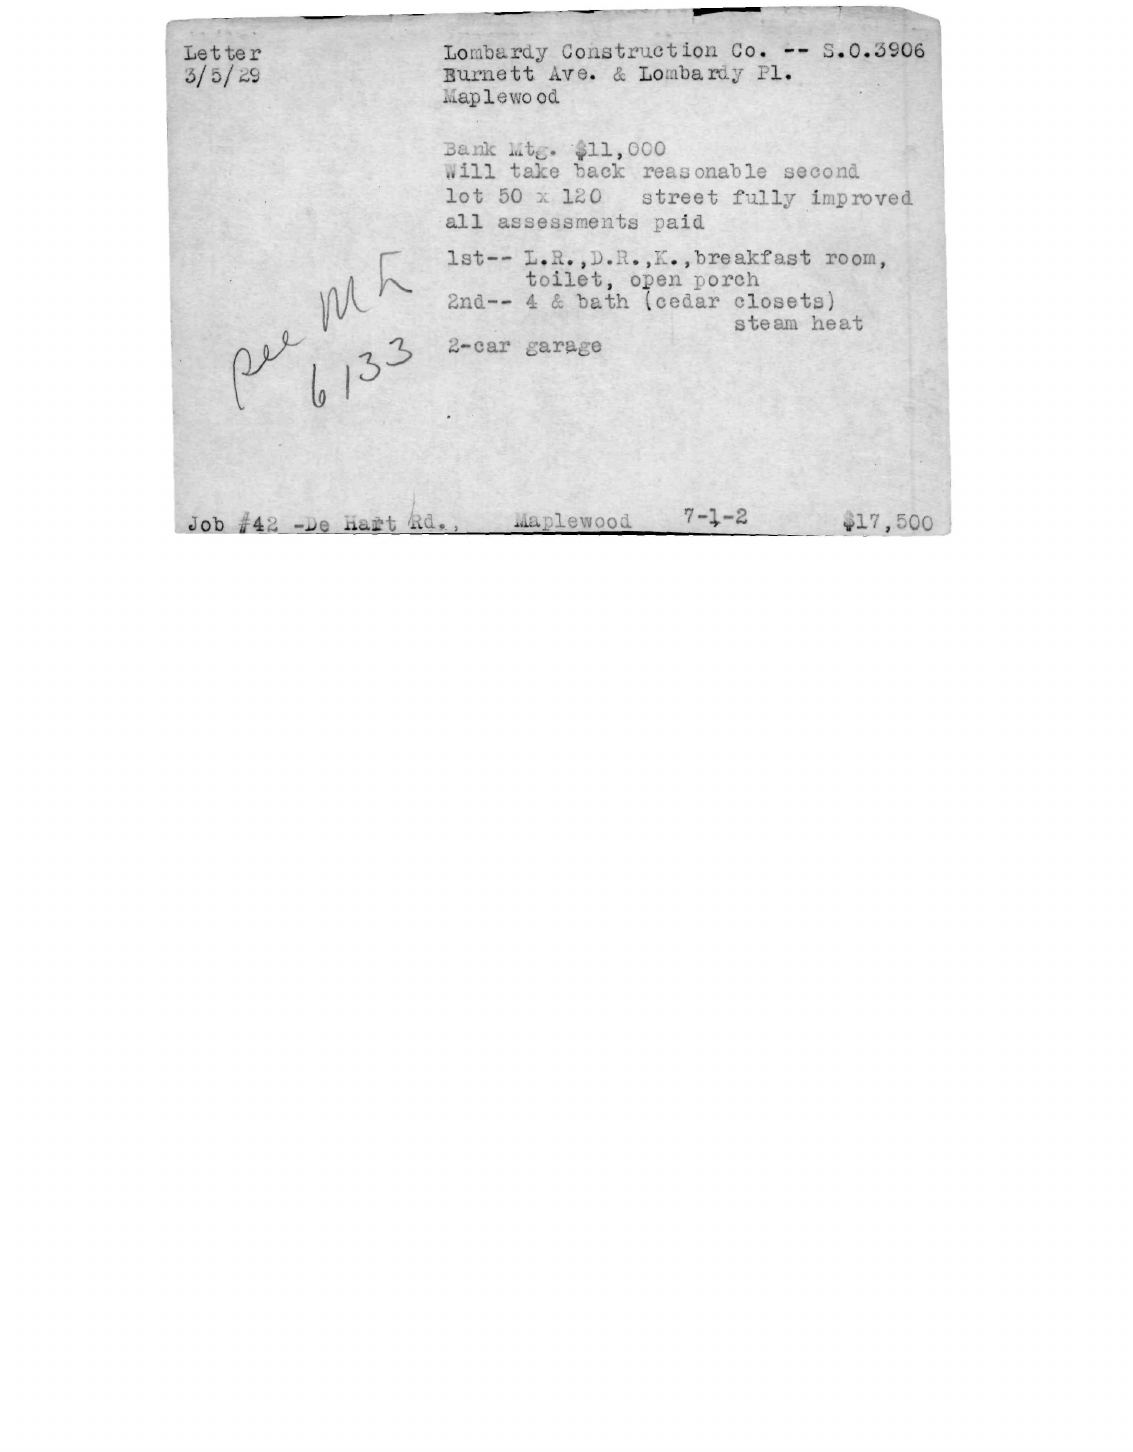 Letter
3/5/29
Lombardy Construction Co. -- S.O.3906
Burnett Ave. & Lombardy Pl.
Maplewood
Bank Mtg. $11,000
Will take back reasonable second
lot 50 x 120 street fully improved
all assessments paid
1st-- L.R.,D.R.,K.,breakfast room,
toilet, open porch
2nd-- 4 & bath (cedar closets)
steam heat
2-car garage
see
6133
Job #42 -De Hart Rd., Maplewood 7-1-2 $17,500